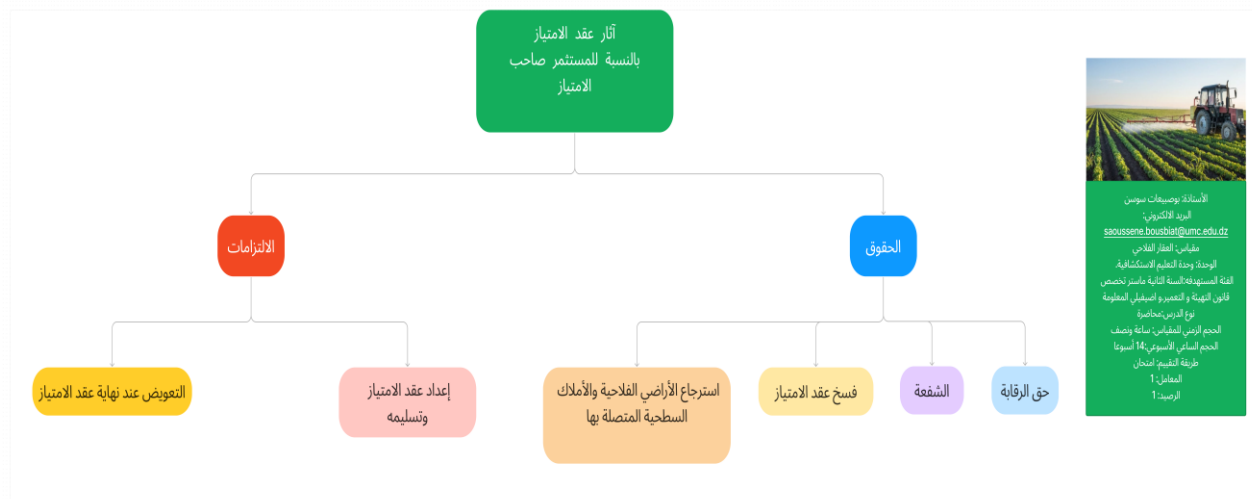 آثار عقد الامتياز
بالنسبة للمستثمر صاحب
الامتياز
الحقوق
الالتزامات
حق الرقابة
الشفعة
فسخ عقد الامتياز
استرجاع الأراضي الفلاحية والأملاك
السطحية المتصلة بها
إعداد عقد الامتياز
وتسليمه
التعويض عند نهاية عقد الامتياز
الأستاذة: بوصبيعات سوسن
البريد الالكتروني:
saoussene.bousbiat@umc.edu.dz
مقياس: العقار الفلاحي
الوحدة: وحدة التعليم الاستكشافية.
الفئة المستهدفة:السنة الثانية ماستر تخصص
قانون التهيئة و التعمير.و اضيفيلي المعلومة
نوع الدرس:محاضرة
الحجم الزمني للمقياس: ساعة ونصف
الحجم الساعي الأسبوعي:14 أسبوعا
طريقة التقييم: امتحان
المعامل: 1
الرصيد: 1